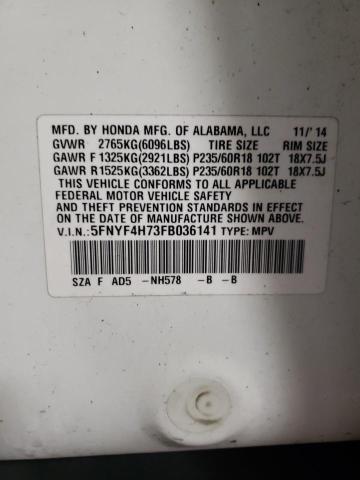 MFD. BY HONDA MFG. OF ALABAMA, LLC 11/'14
GVWR 2765KG(6096LBS) TIRE SIZE RIM SIZE
GAWR F 1325KG(2921LBS) P235/60R18 102T 18X7.5J
GAWR R1525KG(3362LBS) P235/60R18 102T 18X7.5J
THIS VEHICLE CONFORMS TO ALL APPLICABLE
FEDERAL MOTOR VEHICLE SAFETY
AND THEFT PREVENTION STANDARDS IN EFFECT
ON THE DATE OF MANUFACTURE SHOWN ABOVE.
V.I.N.: 5FNYF4H73FB036141 TYPE: MPV
SZA F AD5 -NH578 -B -B